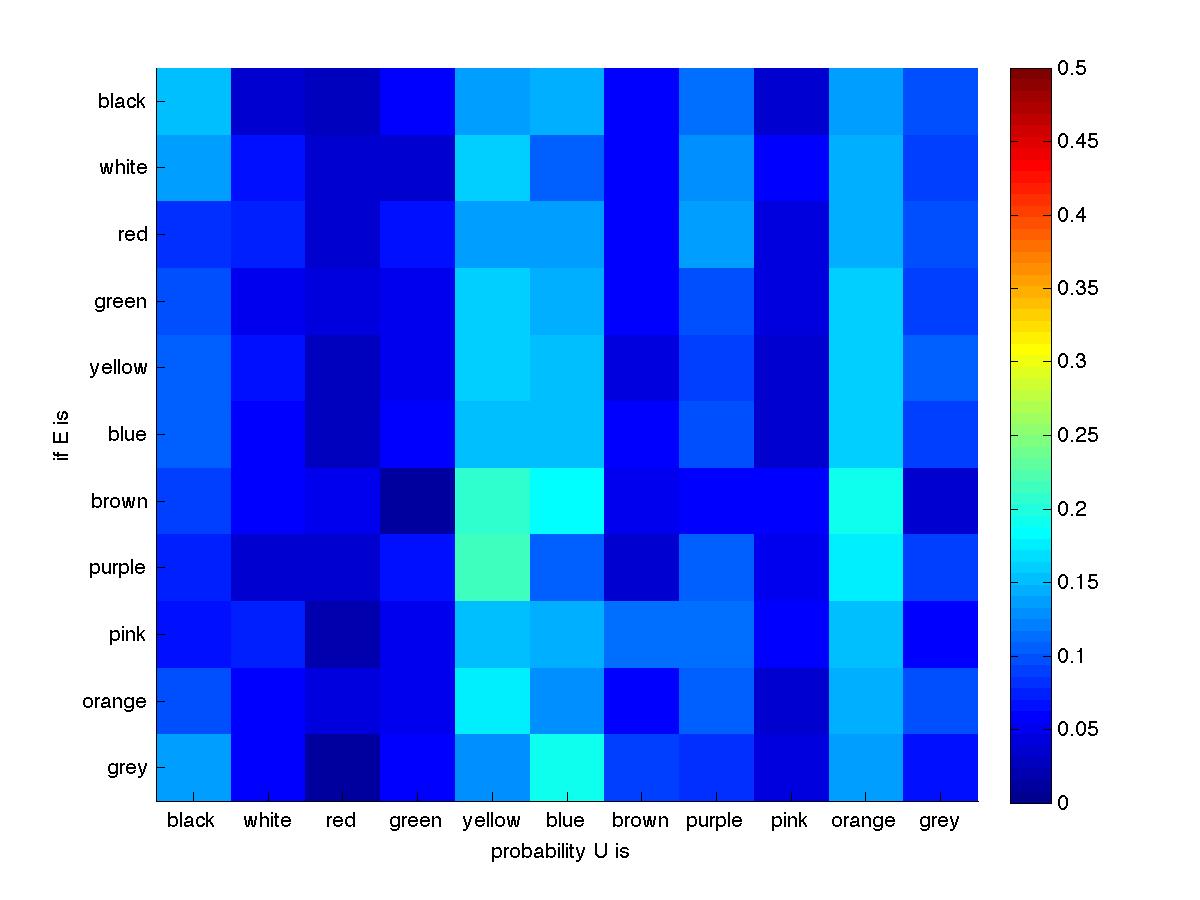 black
white
red
green
yellow
blue
brown
purple
pink
orange
grey
if E is
black white red green yellow blue brown purple pink orange grey
probability U is
0.5
0.45
0.4
0.35
0.3
0.25
0.2
0.15
0.1
0.05
0